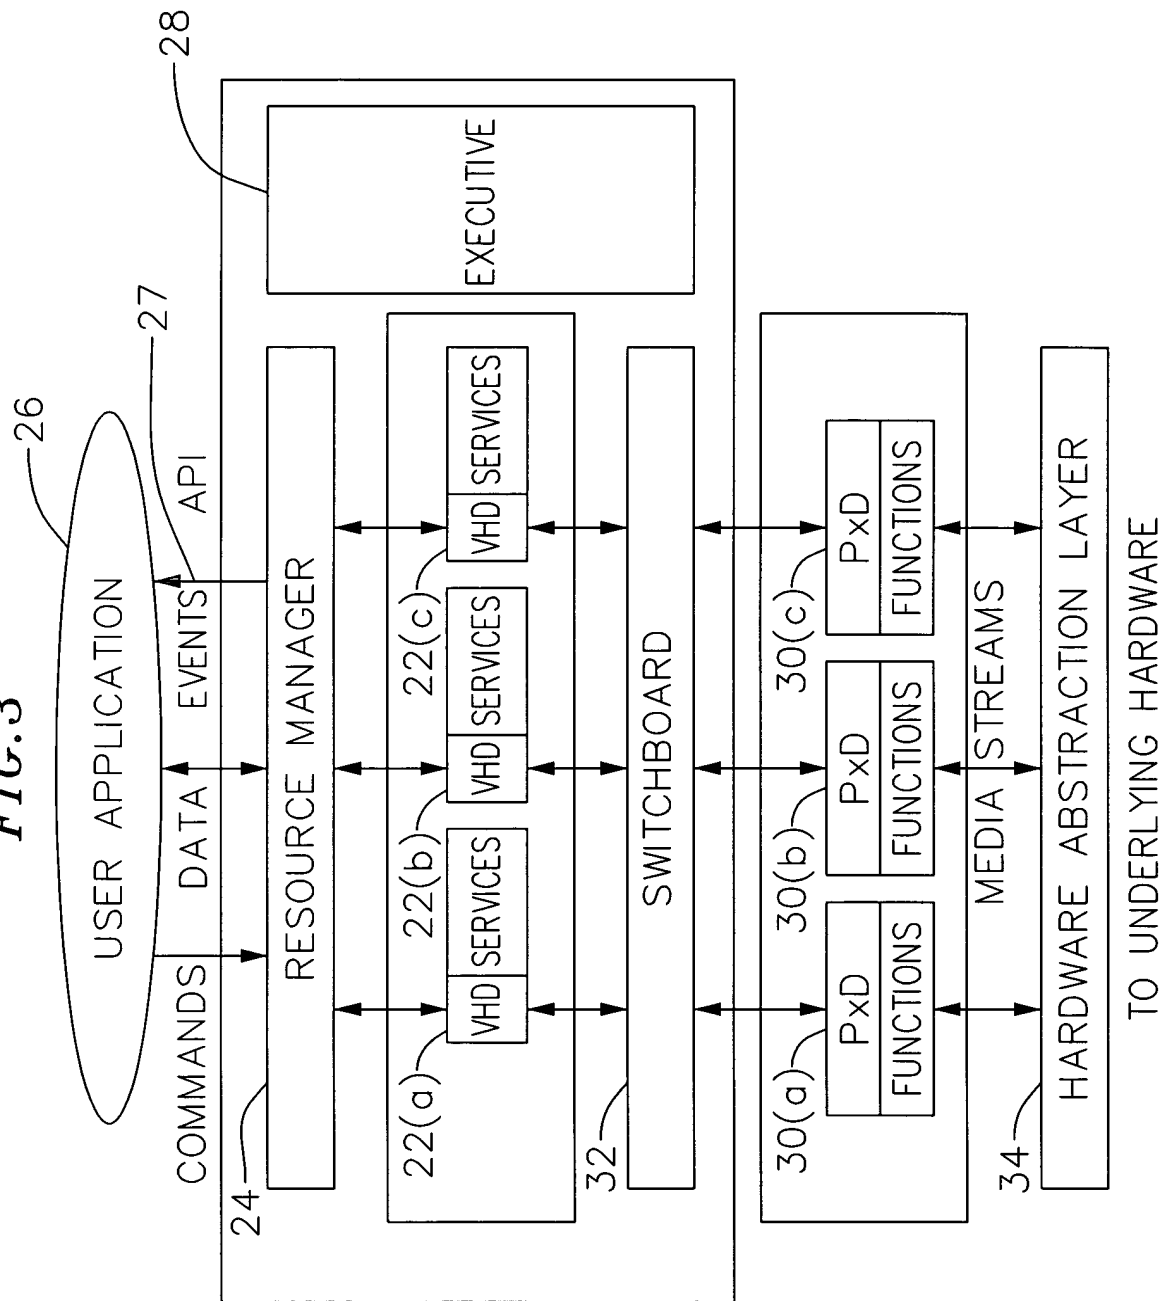 FIG.3
26
USER APPLICATION
COMMANDS
DATA
EVENTS
API
27
28
24
RESOURCE MANAGER
EXECUTIVE
22(a)
VHD SERVICES
22(b)
VHD SERVICES
22(c)
VHD SERVICES
32
SWITCHBOARD
30(a)
PxD
FUNCTIONS
30(b)
PxD
FUNCTIONS
30(c)
PxD
FUNCTIONS
MEDIA STREAMS
34
HARDWARE ABSTRACTION LAYER
TO UNDERLYING HARDWARE